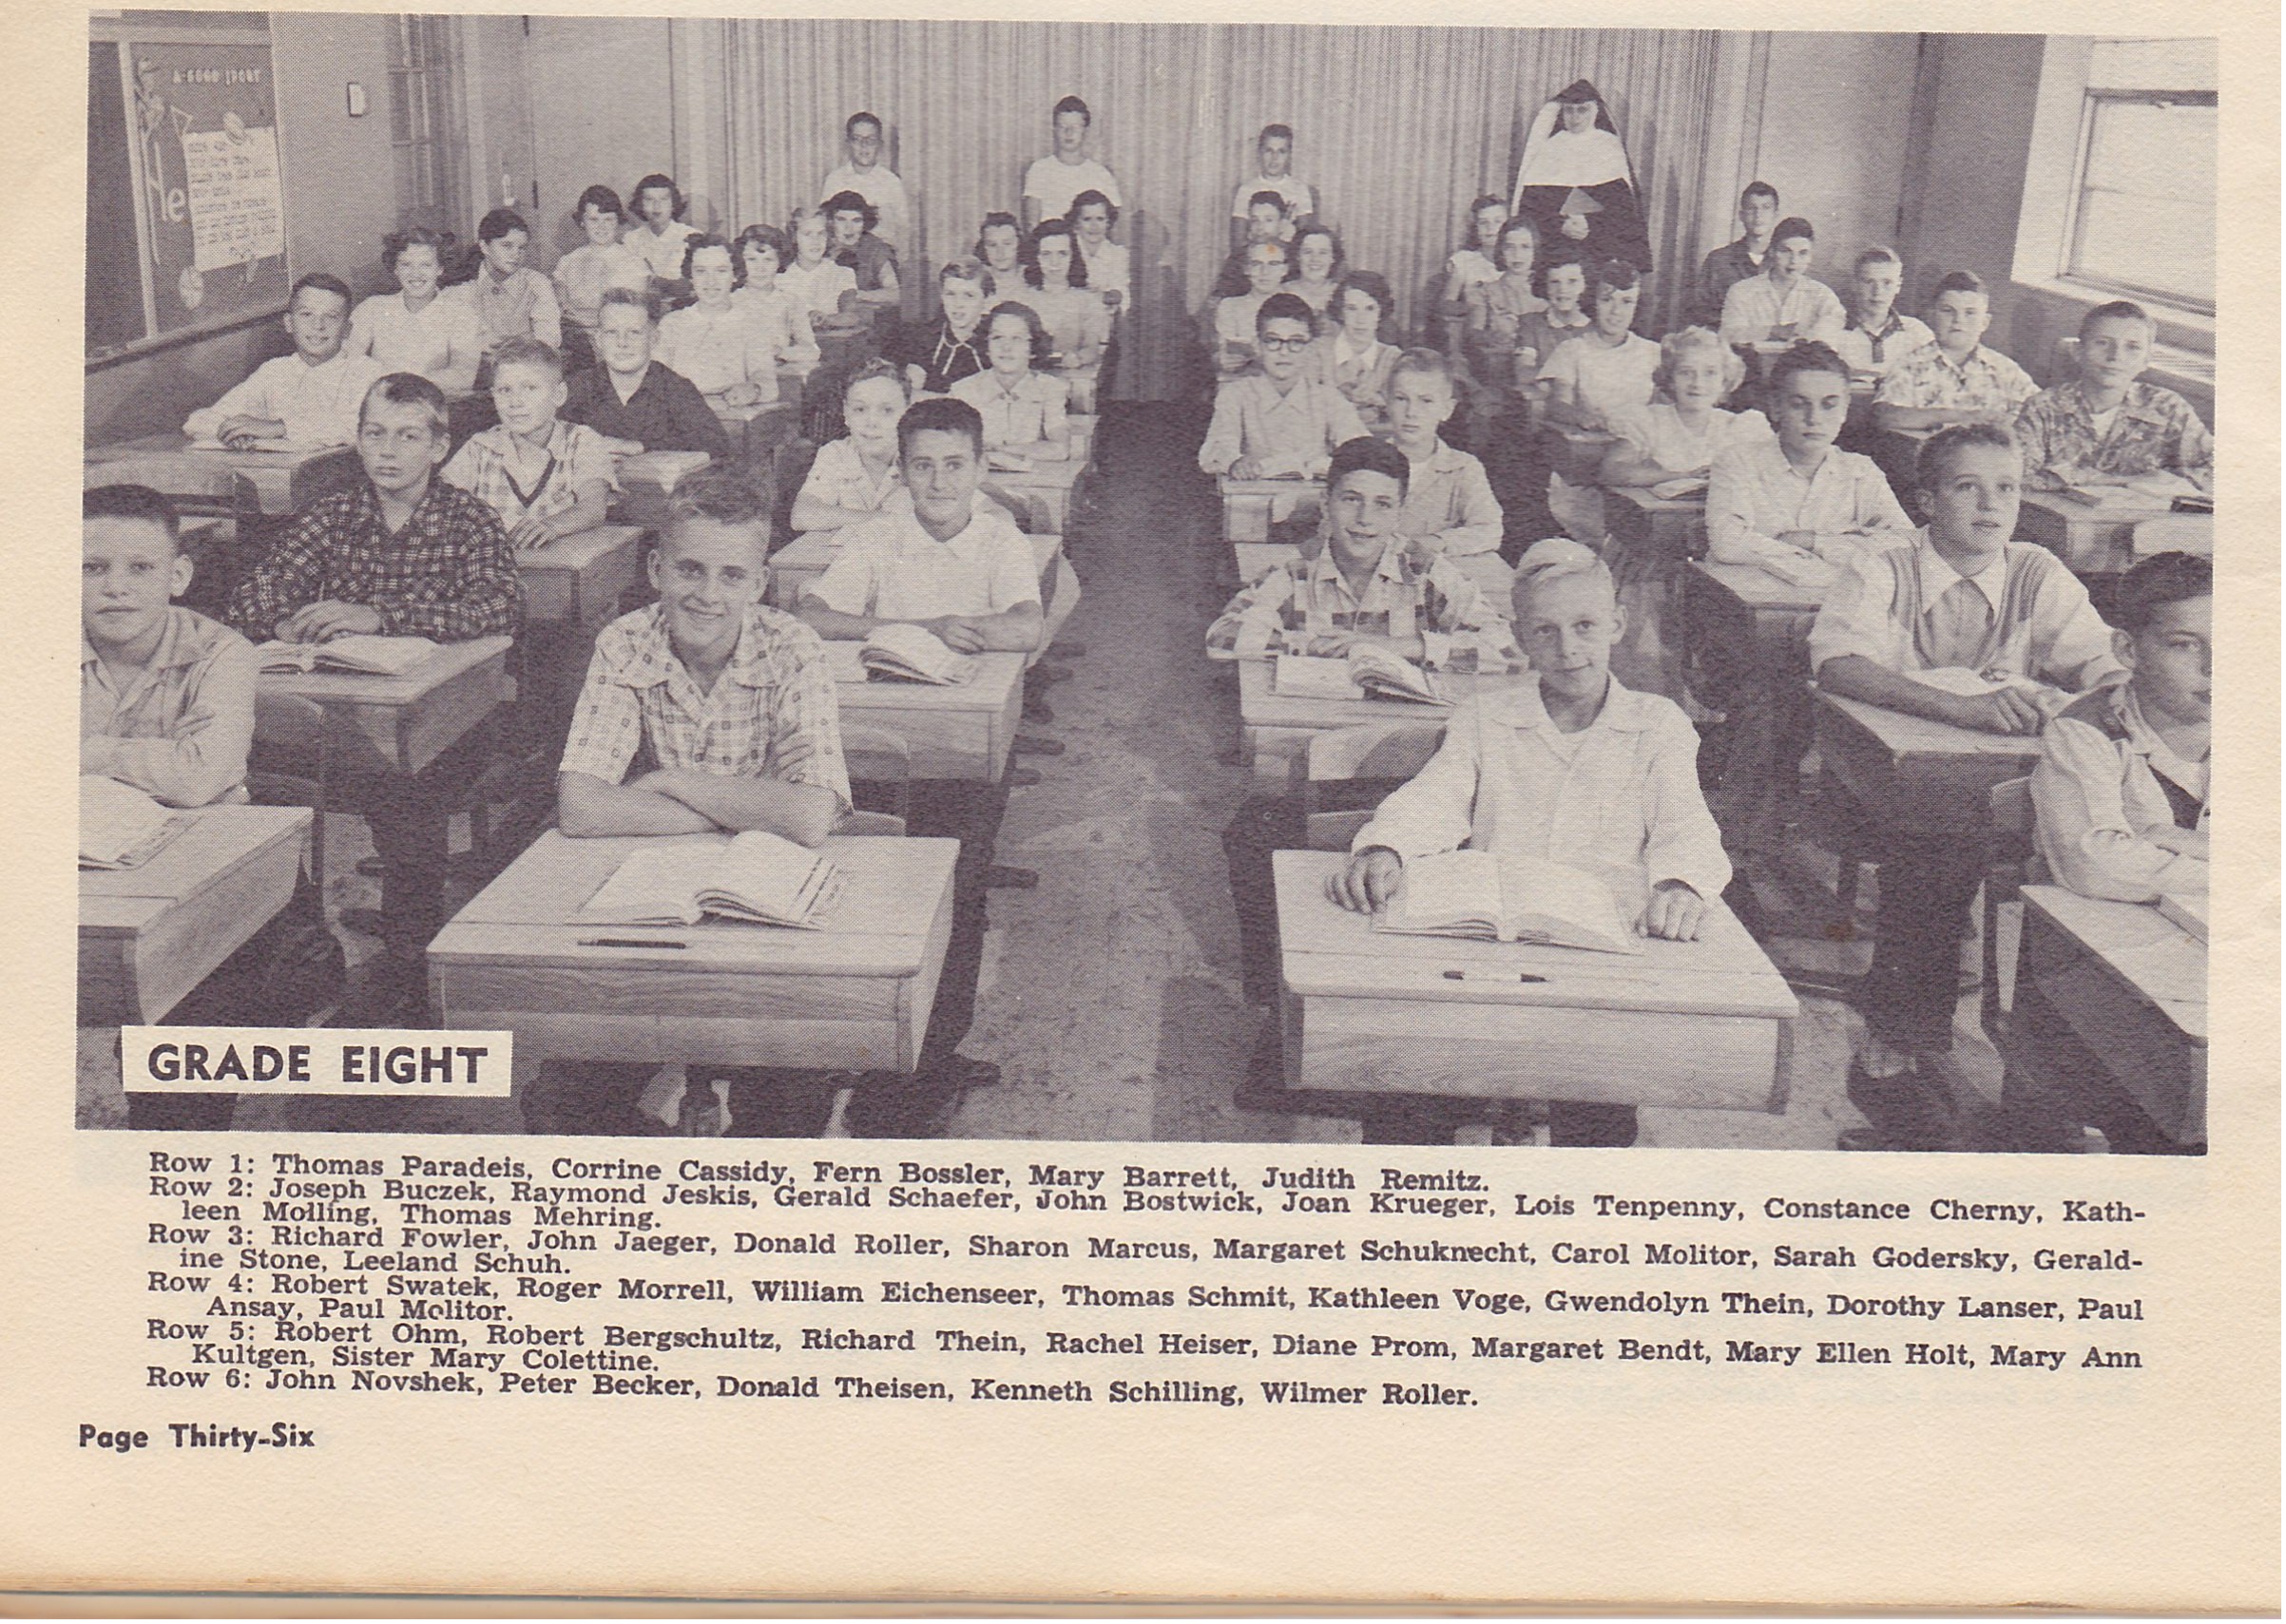 A GOOD SPORT
He
GRADE EIGHT
Row 1: Thomas Paradeis, Corrine Cassidy, Fern Bossler, Mary Barrett, Judith Remitz.
Row 2: Joseph Buczek, Raymond Jeskis, Gerald Schaefer, John Bostwick, Joan Krueger, Lois Tenpenny, Constance Cherny, Kath-
leen Molling, Thomas Mehring.
Row 3: Richard Fowler, John Jaeger, Donald Roller, Sharon Marcus, Margaret Schuknecht, Carol Molitor, Sarah Godersky, Gerald-
ine Stone, Leeland Schuh.
Row 4: Robert Swatek, Roger Morrell, William Eichenseer, Thomas Schmit, Kathleen Voge, Gwendolyn Thein, Dorothy Lanser, Paul
Ansay, Paul Molitor.
Row 5: Robert Ohm, Robert Bergschultz, Richard Thein, Rachel Heiser, Diane Prom, Margaret Bendt, Mary Ellen Holt, Mary Ann
Kultgen, Sister Mary Colettine.
Row 6: John Novshek, Peter Becker, Donald Theisen, Kenneth Schilling, Wilmer Roller.
Page Thirty-Six